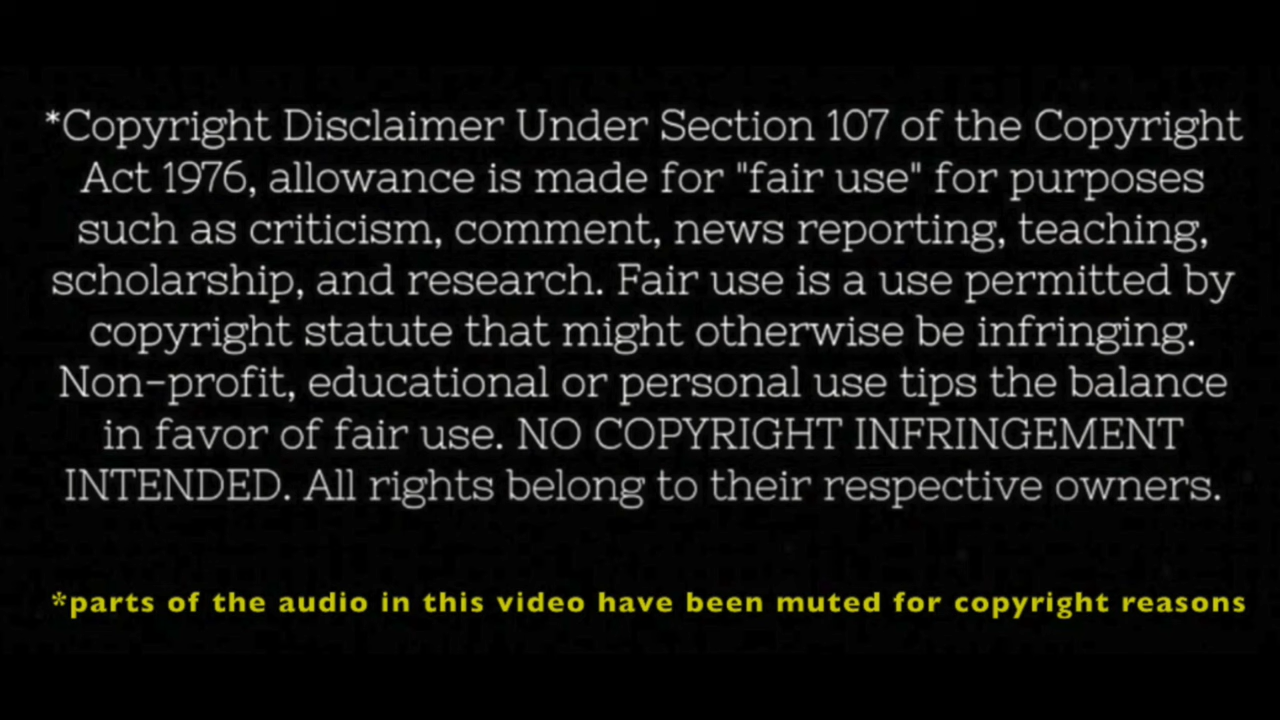 *Copyright Disclaimer Under Section 107 of the Copyright
Act 1976, allowance is made for "fair use" for purposes
such as criticism, comment, news reporting, teaching,
scholarship, and research. Fair use is a use permitted by
copyright statute that might otherwise be infringing.
Non-profit, educational or personal use tips the balance
in favor of fair use. NO COPYRIGHT INFRINGEMENT
INTENDED. All rights belong to their respective owners.
*parts of the audio in this video have been muted for copyright reasons